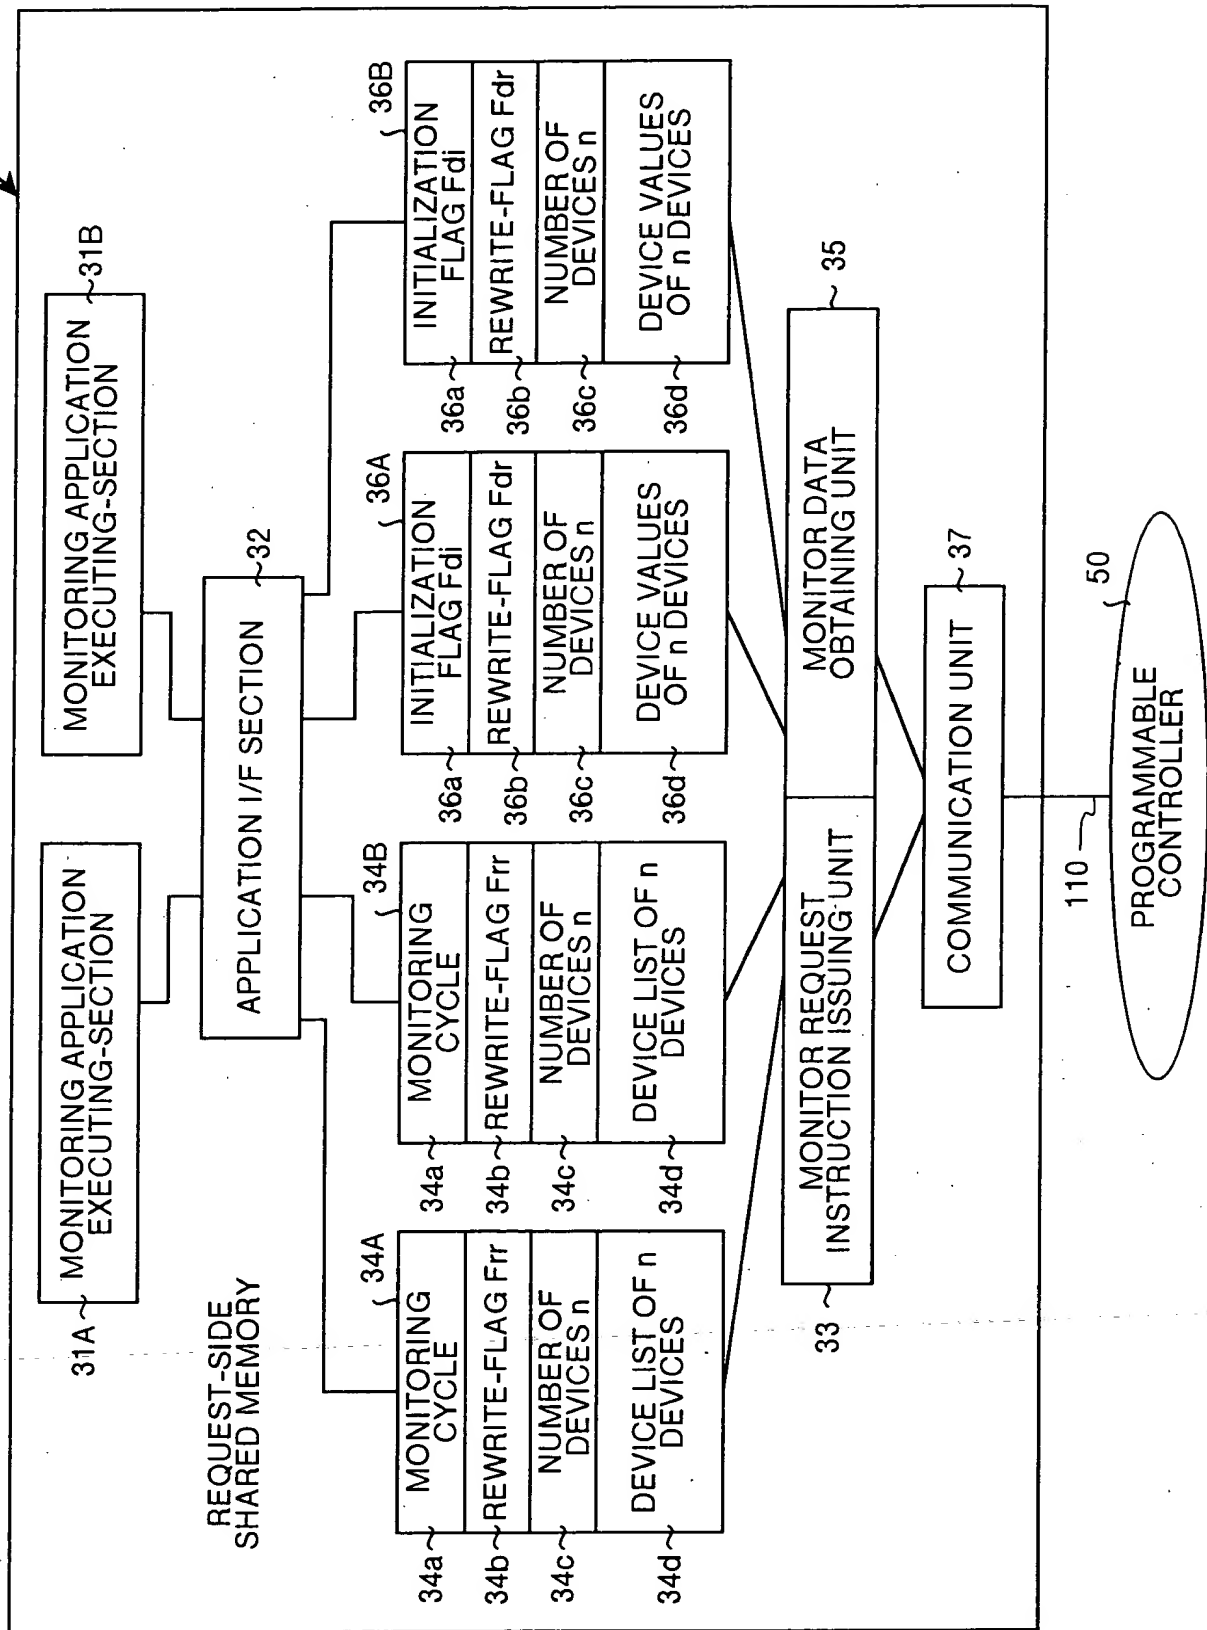 31A
MONITORING APPLICATION
EXECUTING-SECTION
MONITORING APPLICATION
EXECUTING-SECTION
31B
REQUEST-SIDE
SHARED MEMORY
APPLICATION I/F SECTION
32
34A
34a
MONITORING
CYCLE
34b
REWRITE-FLAG Frr
34c
NUMBER OF
DEVICES n
34d
DEVICE LIST OF n
DEVICES
34B
34a
MONITORING
CYCLE
34b
REWRITE-FLAG Frr
34c
NUMBER OF
DEVICES n
34d
DEVICE LIST OF n
DEVICES
36A
36a
INITIALIZATION
FLAG Fdi
36b
REWRITE-FLAG Fdr
36c
NUMBER OF
DEVICES n
36d
DEVICE VALUES
OF n DEVICES
36B
36a
INITIALIZATION
FLAG Fdi
36b
REWRITE-FLAG Fdr
36c
NUMBER OF
DEVICES n
36d
DEVICE VALUES
OF n DEVICES
33
MONITOR REQUEST
INSTRUCTION ISSUING UNIT
MONITOR DATA
OBTAINING UNIT
35
COMMUNICATION UNIT
37
110
50
PROGRAMMABLE
CONTROLLER